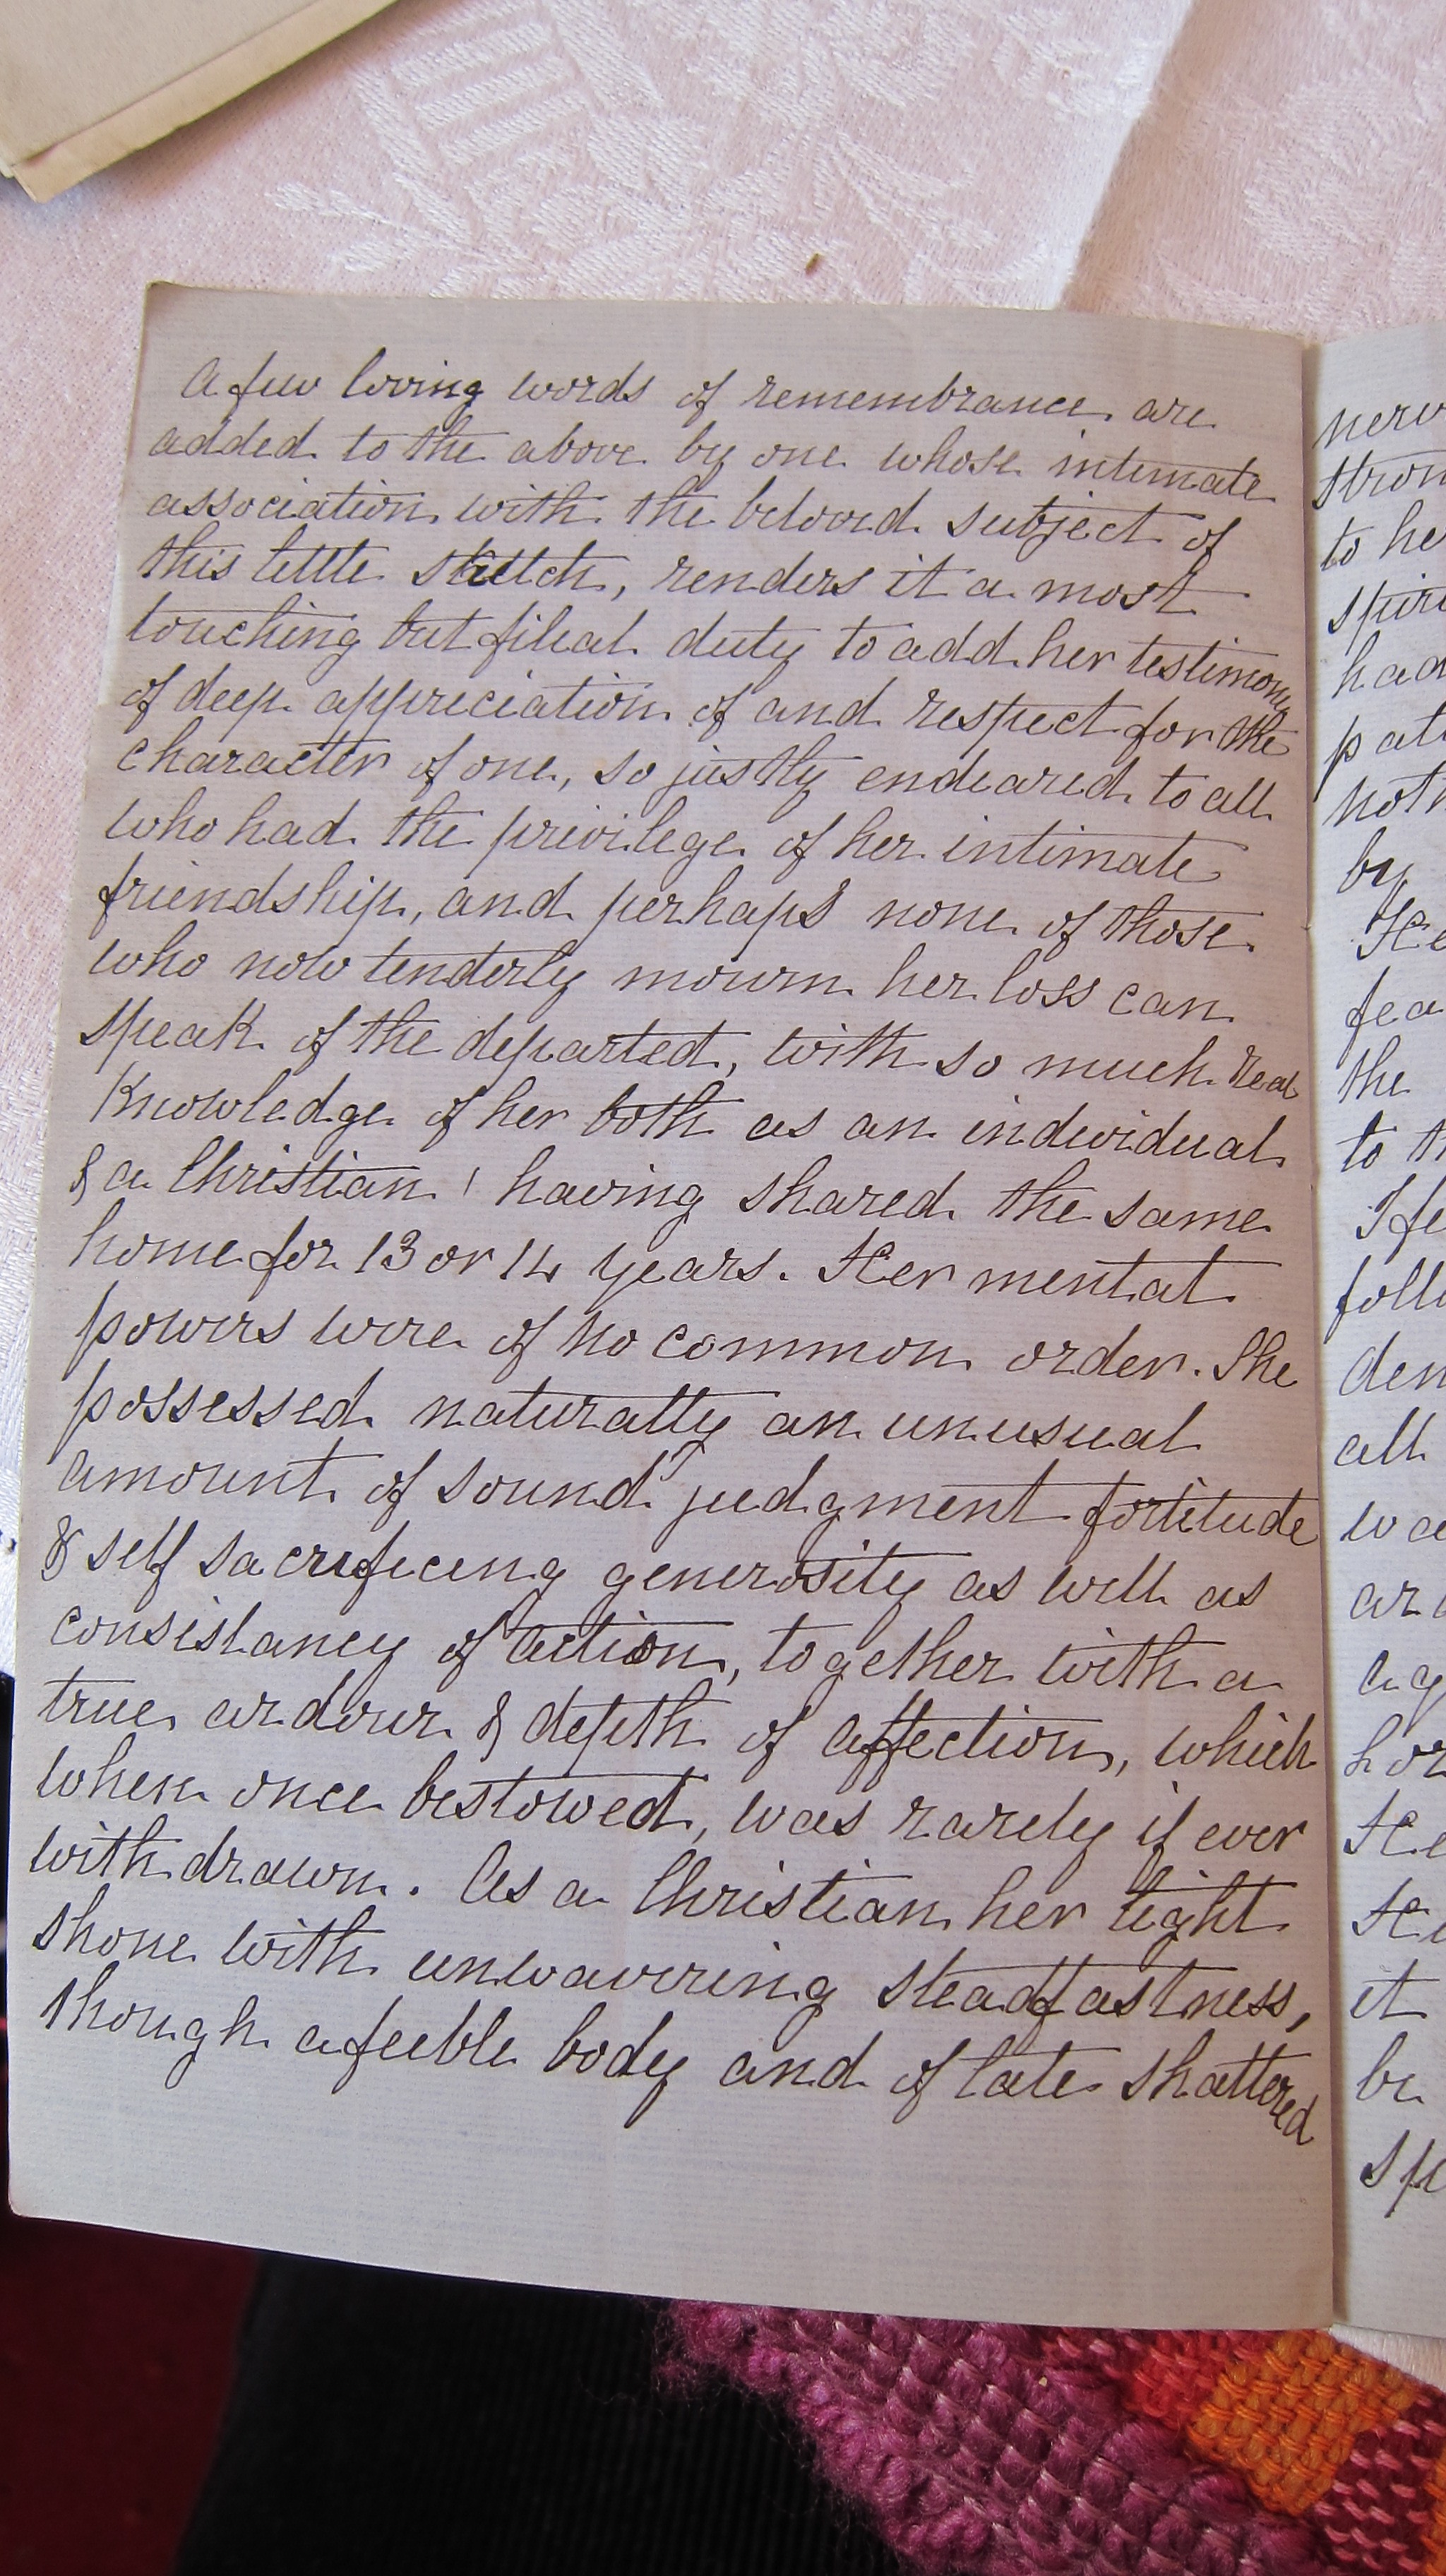 A few loving words of remembrance are
added to the above by one whose intimate
association with the beloved subject of
this little sketch, renders it a most
touching but filial duty to add her testimony
of deep appreciation of and respect for the
character of one, so justly endeared to all
who had the privilege of her intimate
friendship, and perhaps none of those
who now tenderly mourn her loss can
speak of the departed, with so much real
knowledge of her both as an individual
& a Christian ! having shared the same
home for 13 or 14 years. Her mental
powers were of no common order. She
possessed naturally an unusual
amount of sound judgment fortitude
& self sacrificing generosity as well as
consistancy of action, together with a
true ardour & depth of affection, which
when once bestowed, was rarely if ever
withdrawn. As a Christian her light
shone with unwavering steadfastness,
though a feeble body and of late shattered
nerv
stron
to he
spiri
had
pati
noth
by
He
fea
the
to th
I fe
follo
den
all
wa
ar
ag
hor
He
He
it
be
spe